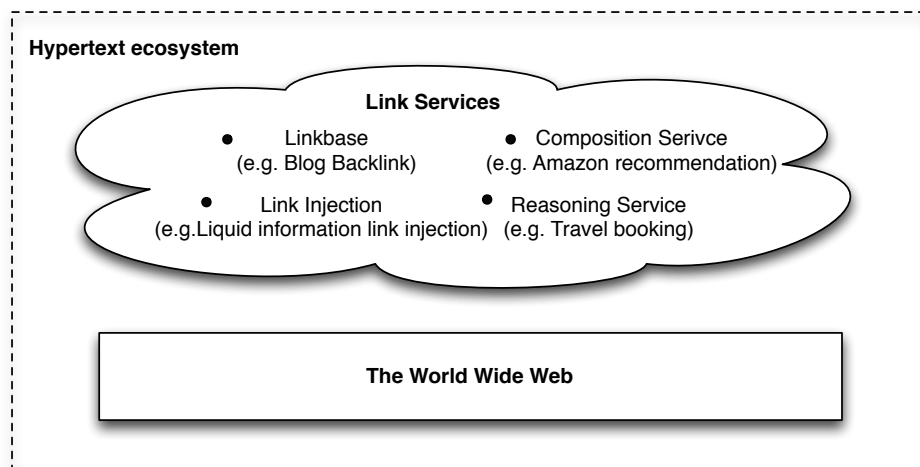 Hypertext ecosystem
Link Services
• Linkbase
(e.g. Blog Backlink)
• Composition Serivce
(e.g. Amazon recommendation)
• Link Injection
(e.g.Liquid information link injection)
• Reasoning Service
(e.g. Travel booking)
The World Wide Web